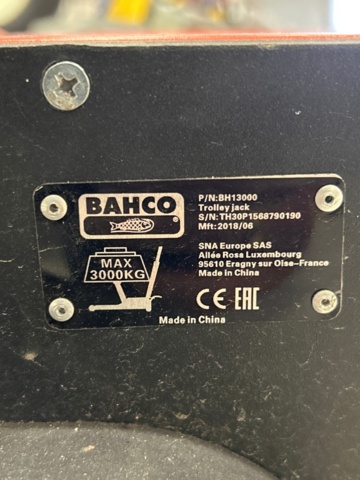 BAHCO
P/N:BH13000
Trolley jack
S/N:TH30P1568790190
Mft:2018/06
MAX
3000KG
SNA Europe SAS
Allée Rosa Luxembourg
95610 Eragny sur Oise-France
Made in China
CE EAC
Made in China